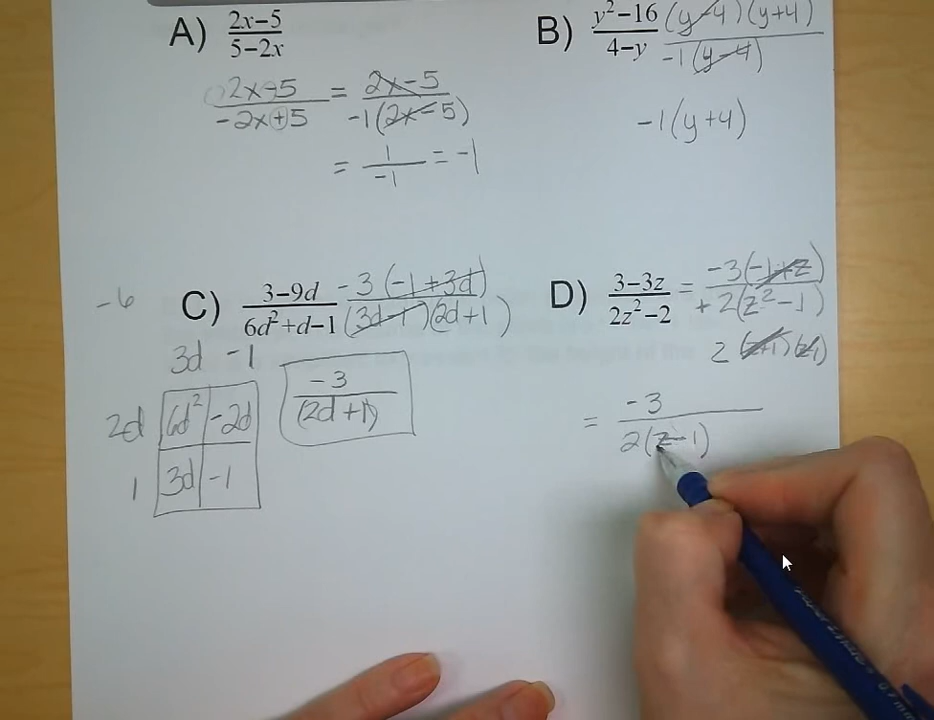 A) 2x−5 / 5−2x
2x-5 / -2x+5 = 2x-5 / -1(2x-5)
= 1 / -1 = -1
B) y²−16 / 4−y (y-4)(y+4) / -1(y-4)
-1(y+4)
-6
C) 3−9d / 6d²+d−1 -3(-1+3d) / (3d-1)(2d+1)
3d -1
2d 6d² -2d
1 3d -1
-3 / (2d+1)
D) 3−3z / 2z²−2 = -3(-1+z) / +2(z²-1)
2 (z+1)(z-1)
= -3 / 2(z-1)